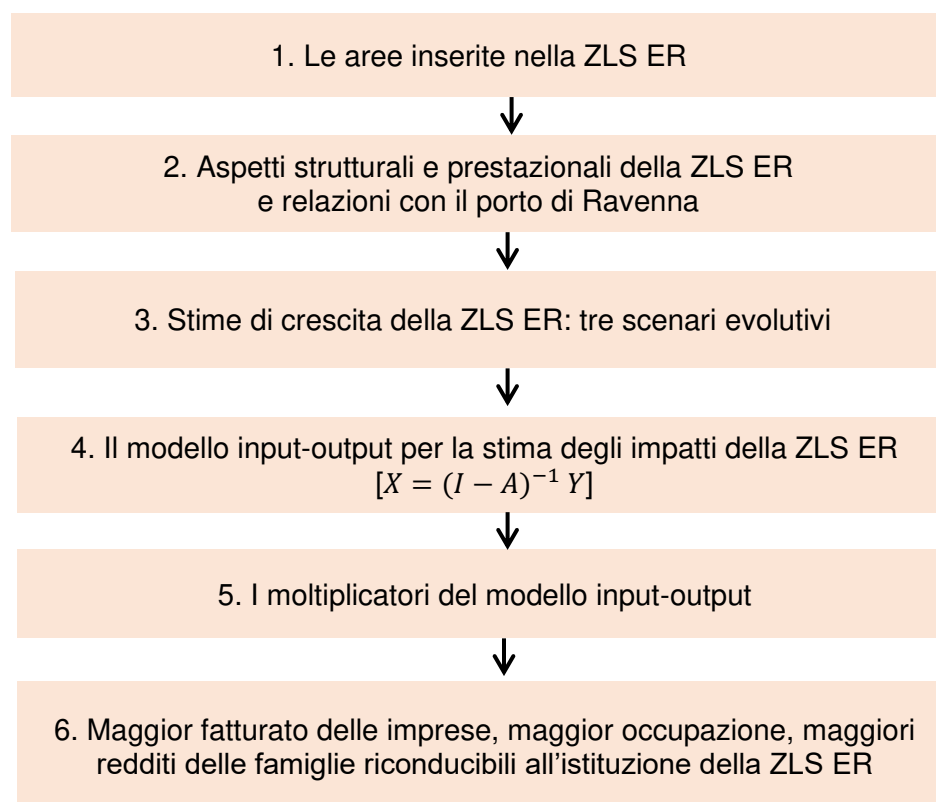 1. Le aree inserite nella ZLS ER
2. Aspetti strutturali e prestazionali della ZLS ER
e relazioni con il porto di Ravenna
3. Stime di crescita della ZLS ER: tre scenari evolutivi
4. Il modello input-output per la stima degli impatti della ZLS ER
[𝑋 = (𝐼 − 𝐴)⁻¹ 𝑌]
5. I moltiplicatori del modello input-output
6. Maggior fatturato delle imprese, maggior occupazione, maggiori
redditi delle famiglie riconducibili all'istituzione della ZLS ER